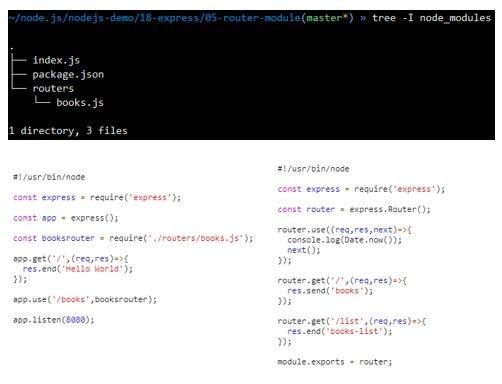 ~/node.js/nodejs-demo/18-express/05-router-module(master*) » tree -I node_modules
.
├── index.js
├── package.json
└── routers
    └── books.js
1 directory, 3 files
#!/usr/bin/node
const express = require('express');
const app = express();
const booksrouter = require('./routers/books.js');
app.get('/',(req,res)=>{
  res.end('Hello World');
});
app.use('/books',booksrouter);
app.listen(8080);
#!/usr/bin/node
const express = require('express');
const router = express.Router();
router.use((req,res,next)=>{
  console.log(Date.now());
  next();
});
router.get('/',(req,res)=>{
  res.send('books');
});
router.get('/list',(req,res)=>{
  res.end('books-list');
});
module.exports = router;